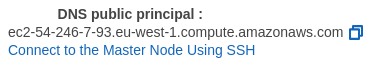 DNS public principal :
ec2-54-246-7-93.eu-west-1.compute.amazonaws.com
Connect to the Master Node Using SSH